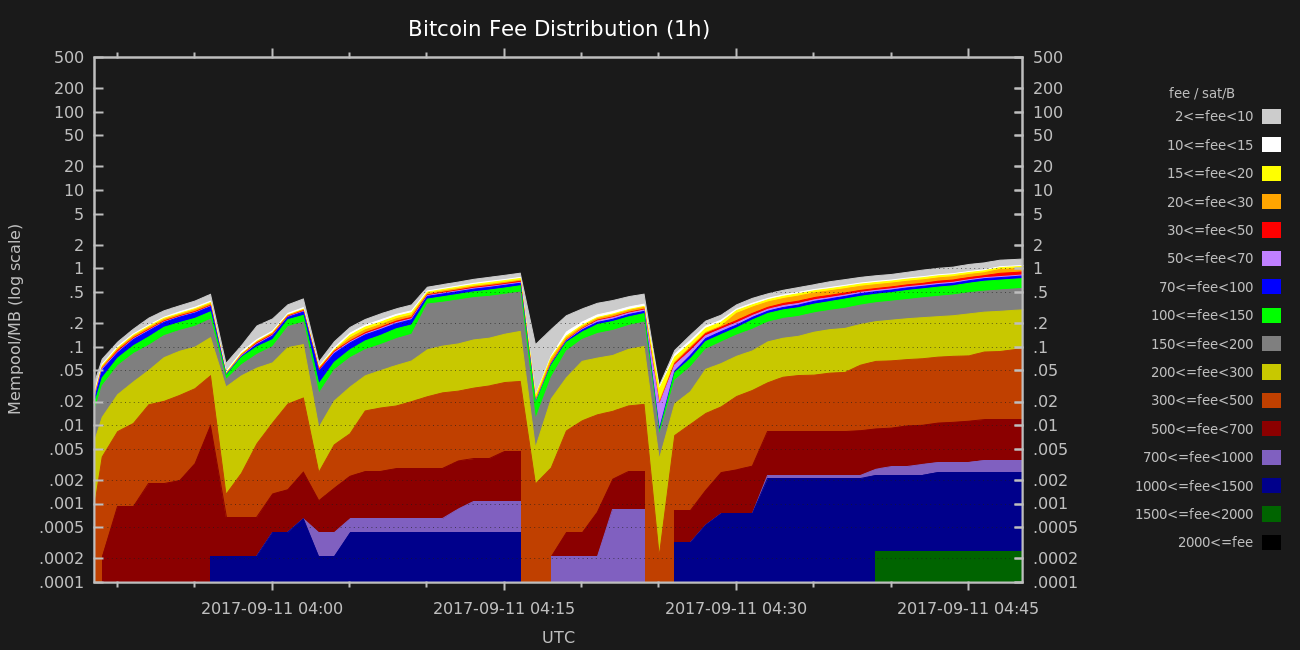 Bitcoin Fee Distribution (1h)
Mempool/MB (log scale)
500
200
100
50
20
10
5
2
1
.5
.2
.1
.05
.02
.01
.005
.002
.001
.0005
.0002
.0001
500
200
100
50
20
10
5
2
1
.5
.2
.1
.05
.02
.01
.005
.002
.001
.0005
.0002
.0001
2017-09-11 04:00
2017-09-11 04:15
2017-09-11 04:30
2017-09-11 04:45
UTC
fee / sat/B
2<=fee<10
10<=fee<15
15<=fee<20
20<=fee<30
30<=fee<50
50<=fee<70
70<=fee<100
100<=fee<150
150<=fee<200
200<=fee<300
300<=fee<500
500<=fee<700
700<=fee<1000
1000<=fee<1500
1500<=fee<2000
2000<=fee